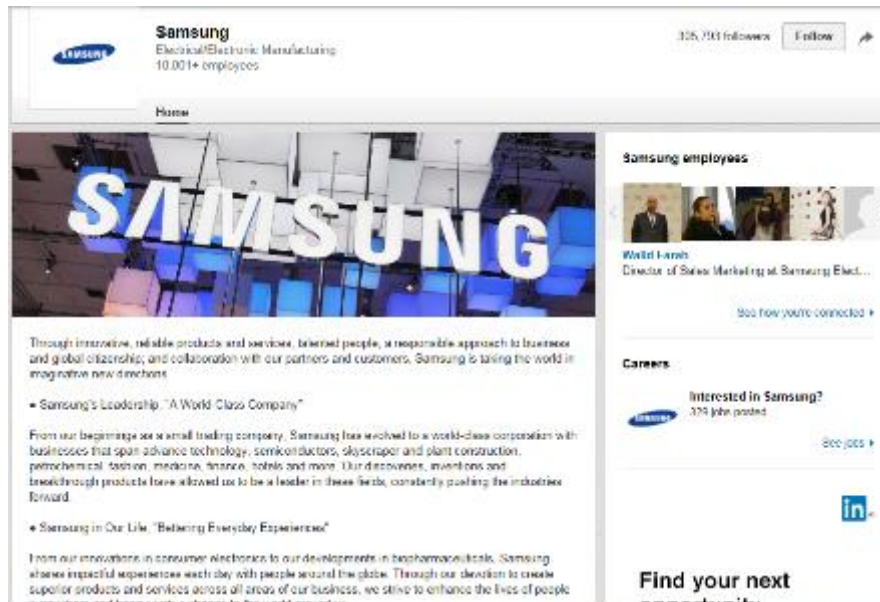 SAMSUNG
Samsung
Electrical/Electronic Manufacturing
10,001+ employees
305,793 followers
Follow
Home
SAMSUNG
Through innovative, reliable products and services, talented people, a responsible approach to business
and global citizenship; and collaboration with our partners and customers, Samsung is taking the world in
imaginative new directions
● Samsung's Leadership, "A World Class Company"
From our beginnings as a small trading company, Samsung has evolved to a world-class corporation with
businesses that span advance technology, semiconductors, skyscraper and plant construction,
petrochemical, fashion, medicine, finance, hotels and more. Our discoveries, inventions and
breakthrough products have allowed us to be a leader in these fields, constantly pushing the industries
forward.
● Samsung in Our Life, "Bettering Everyday Experiences"
From our innovations in consumer electronics to our developments in biopharmaceuticals, Samsung
shares impactful experiences each day with people around the globe. Through our devotion to create
superior products and services across all areas of our business, we strive to enhance the lives of people
Samsung employees
Walid Farah
Director of Sales Marketing at Samsung Elect...
See how you're connected
Careers
SAMSUNG
Interested in Samsung?
329 jobs posted
See jobs
in
Find your next
opportunity